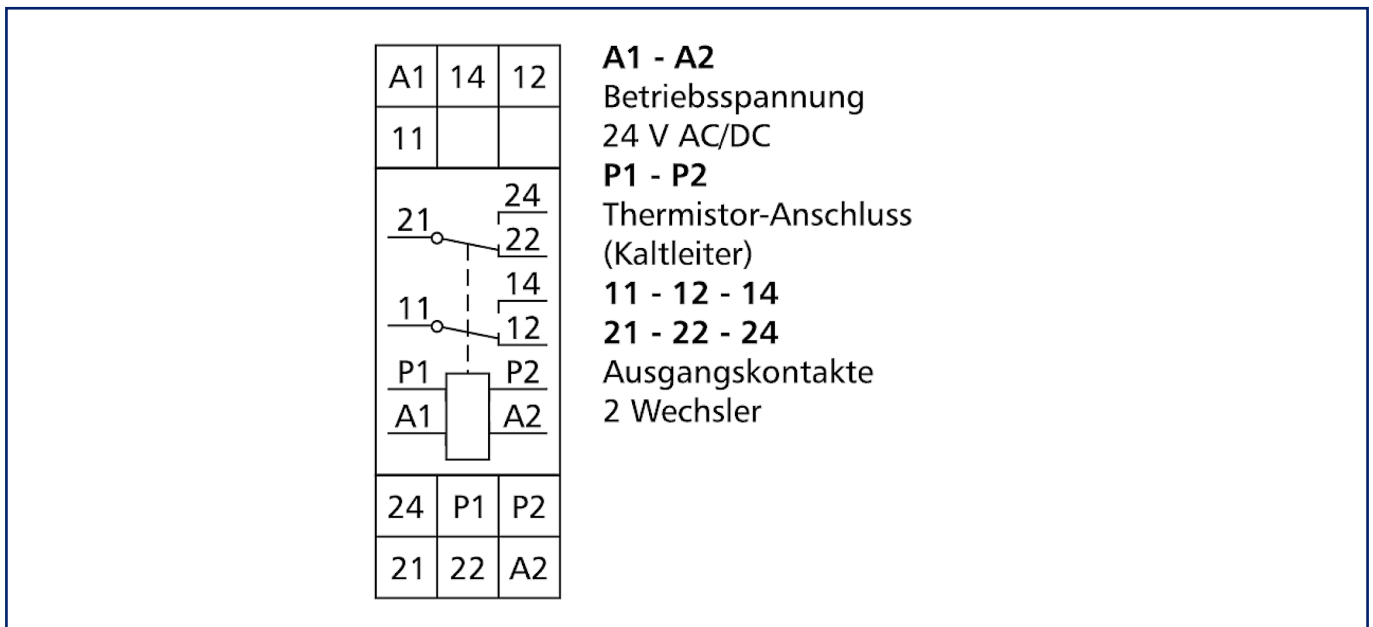 A1 14 12
11
24
21
22
14
11
12
P1 P2
A1 A2
24 P1 P2
21 22 A2
A1 - A2
Betriebsspannung
24 V AC/DC
P1 - P2
Thermistor-Anschluss
(Kaltleiter)
11 - 12 - 14
21 - 22 - 24
Ausgangskontakte
2 Wechsler